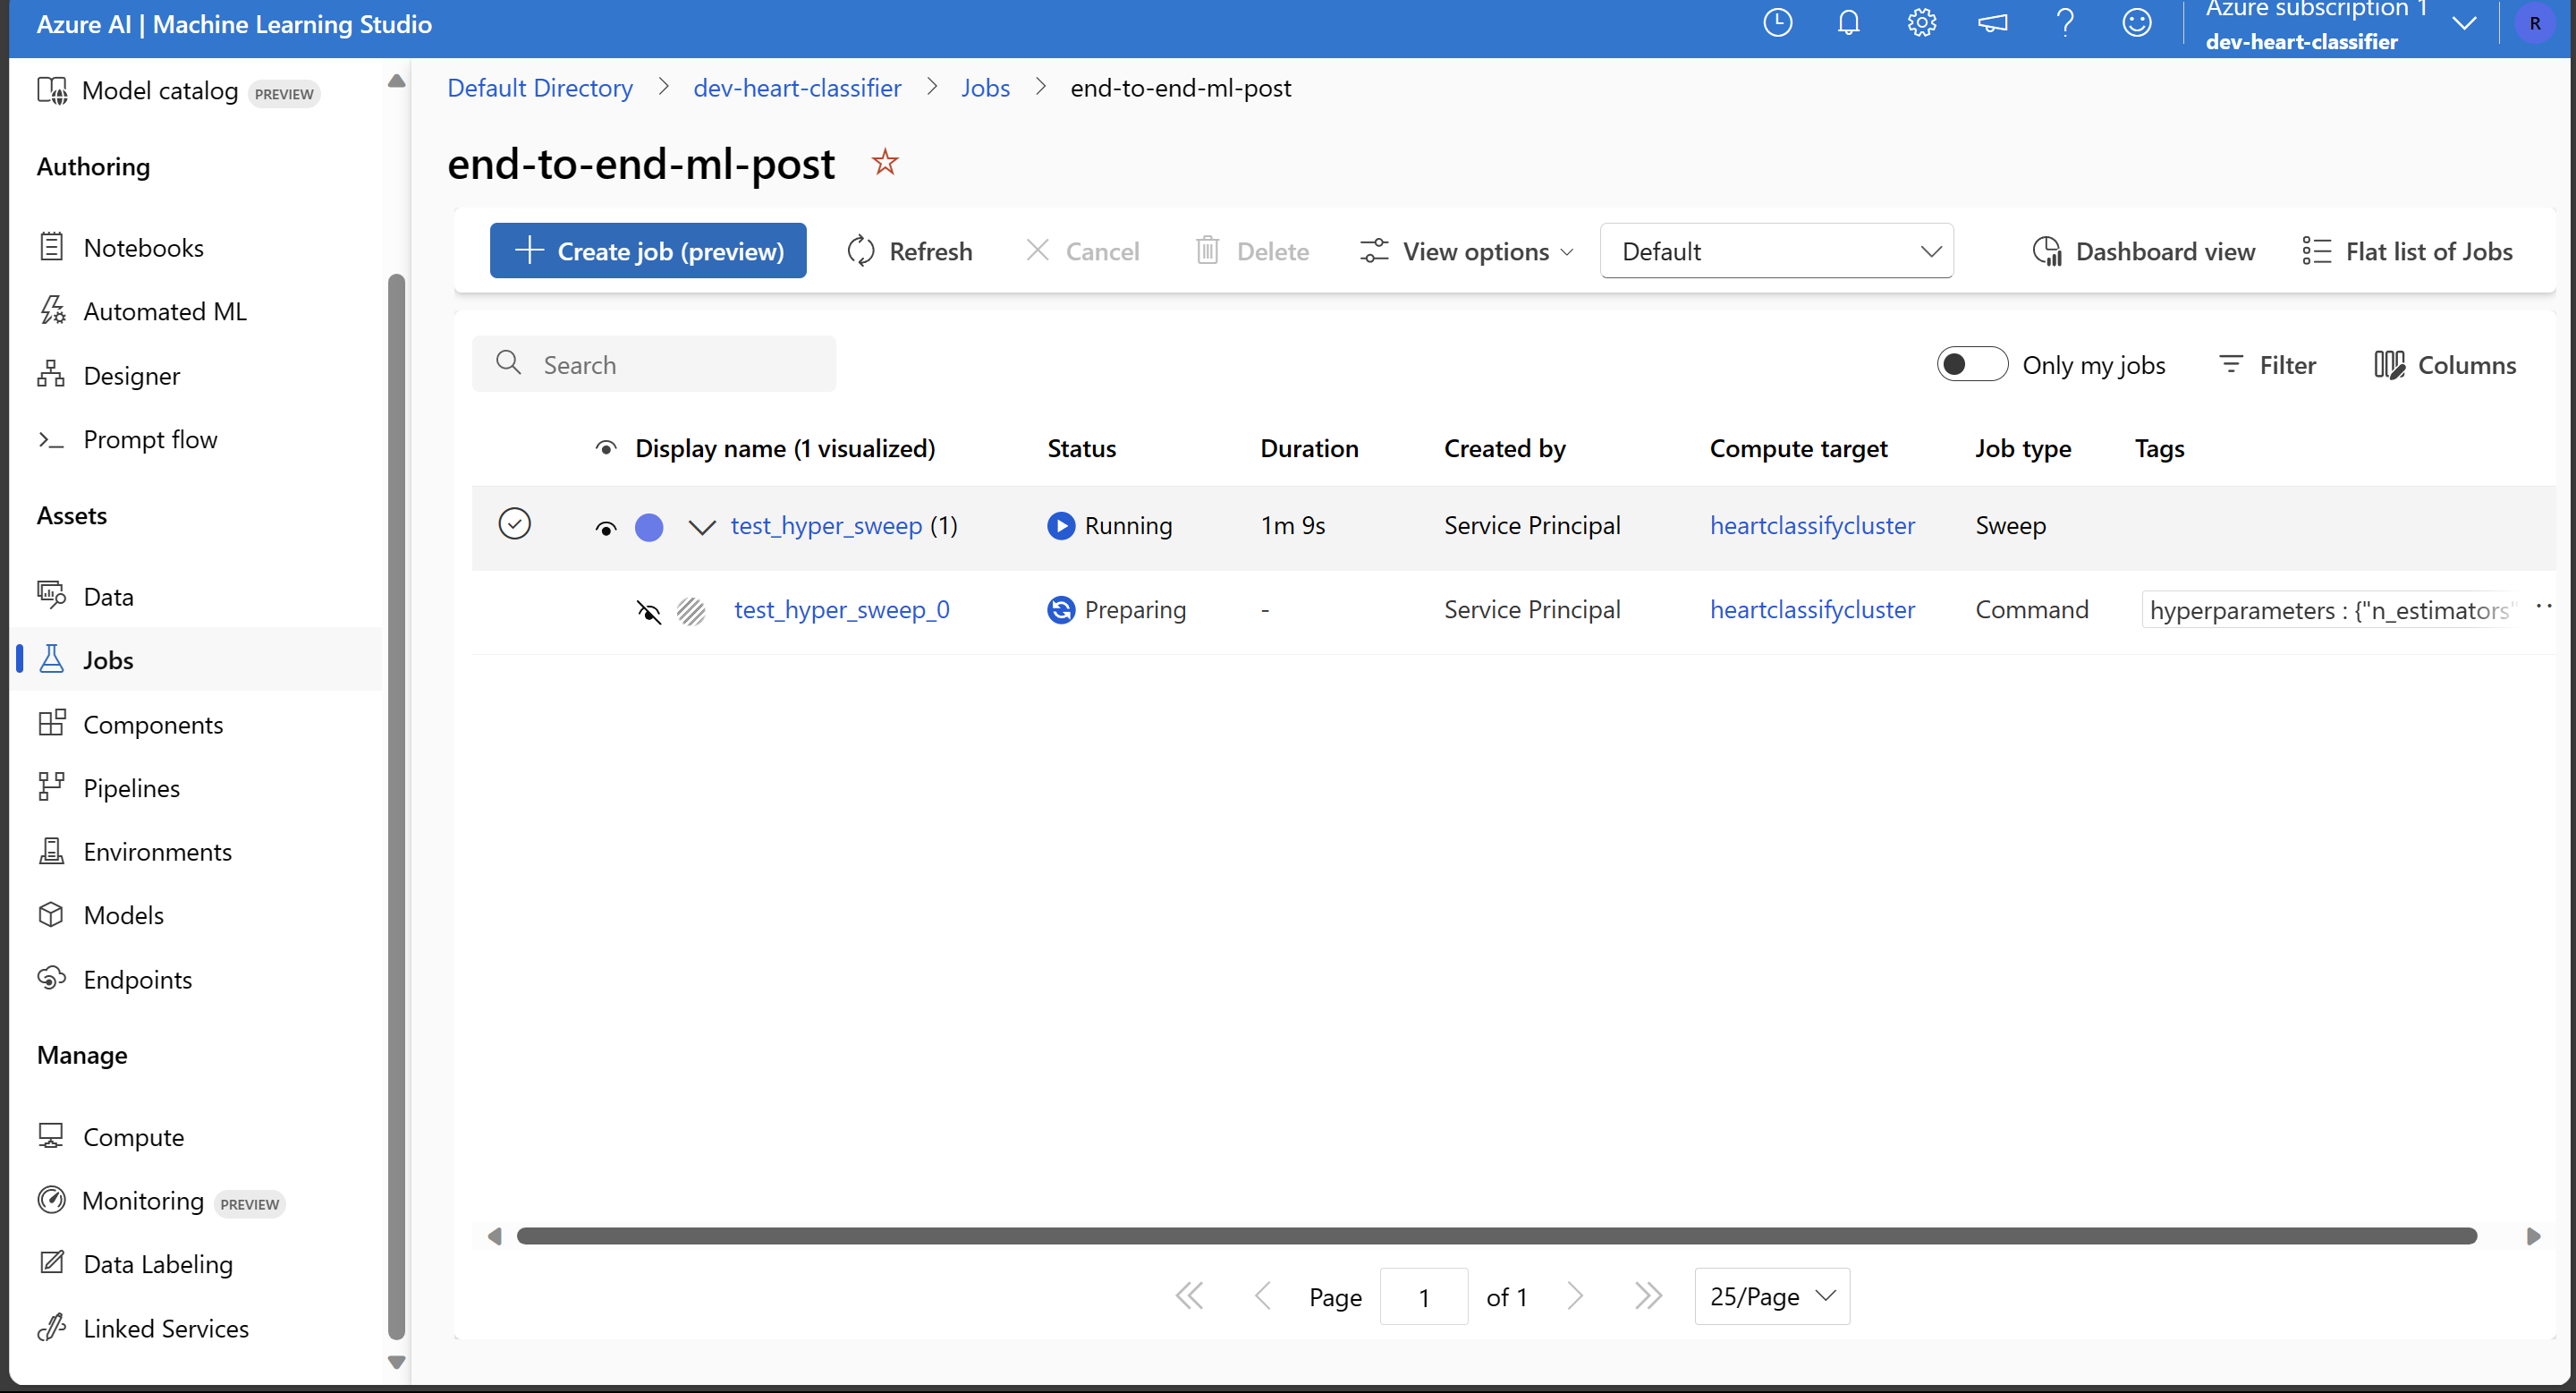 Azure AI | Machine Learning Studio
Azure subscription 1
dev-heart-classifier
R
Model catalog PREVIEW
Authoring
Notebooks
Automated ML
Designer
Prompt flow
Assets
Data
Jobs
Components
Pipelines
Environments
Models
Endpoints
Manage
Compute
Monitoring PREVIEW
Data Labeling
Linked Services
Default Directory > dev-heart-classifier > Jobs > end-to-end-ml-post
end-to-end-ml-post
Create job (preview) Refresh Cancel Delete View options Default Dashboard view Flat list of Jobs
Search Only my jobs Filter Columns
Display name (1 visualized) Status Duration Created by Compute target Job type Tags
test_hyper_sweep (1) Running 1m 9s Service Principal heartclassifycluster Sweep
test_hyper_sweep_0 Preparing - Service Principal heartclassifycluster Command hyperparameters : {"n_estimators"
Page 1 of 1 25/Page